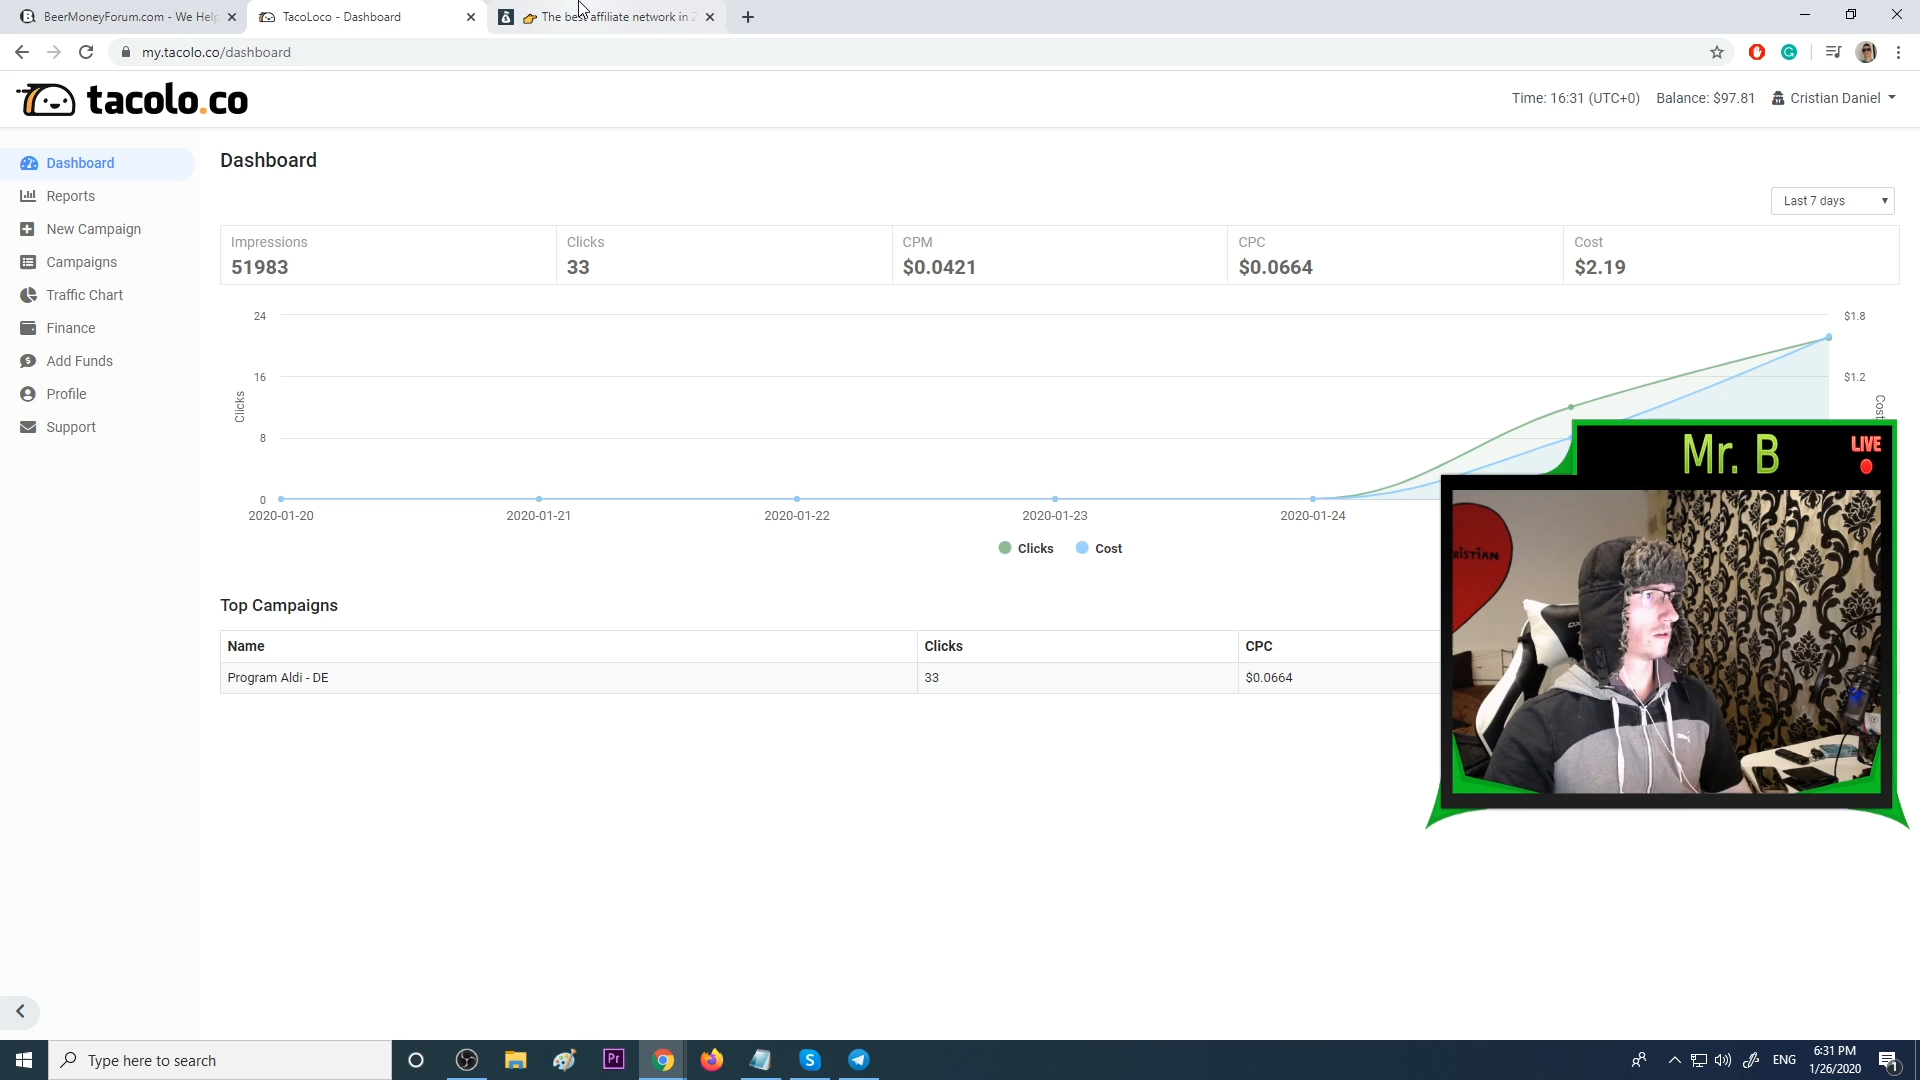 BeerMoneyForum.com - We Help
TacoLoco - Dashboard
The best affiliate network in 2
my.tacolo.co/dashboard
tacolo.co
Time: 16:31 (UTC+0) Balance: $97.81 Cristian Daniel
Dashboard
Reports
New Campaign
Campaigns
Traffic Chart
Finance
Add Funds
Profile
Support
Dashboard
Last 7 days
Impressions
51983
Clicks
33
CPM
$0.0421
CPC
$0.0664
Cost
$2.19
24
16
8
0
Clicks
$1.8
$1.2
Cost
2020-01-20
2020-01-21
2020-01-22
2020-01-23
2020-01-24
Clicks
Cost
Mr. B
LIVE
RISTIAN
Top Campaigns
Name Clicks CPC
Program Aldi - DE 33 $0.0664
Type here to search
Pr
ENG
6:31 PM
1/26/2020
1